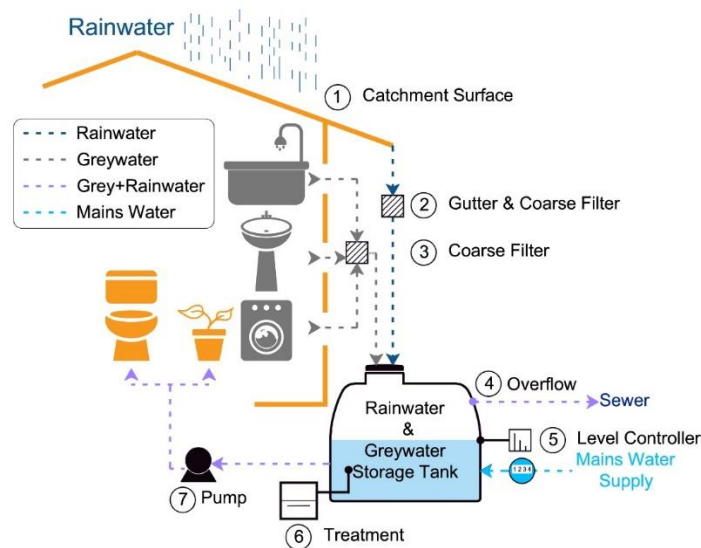 Rainwater
1 Catchment Surface
Rainwater
Greywater
Grey+Rainwater
Mains Water
2 Gutter & Coarse Filter
3 Coarse Filter
4 Overflow
Sewer
Rainwater
&
Greywater
Storage Tank
5 Level Controller
Mains Water
Supply
1234
7 Pump
6 Treatment